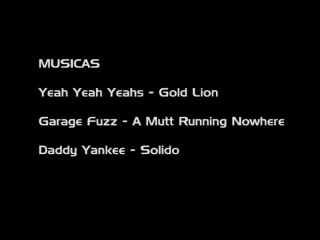 MUSICAS
Yeah Yeah Yeahs - Gold Lion
Garage Fuzz - A Mutt Running Nowhere
Daddy Yankee - Solido